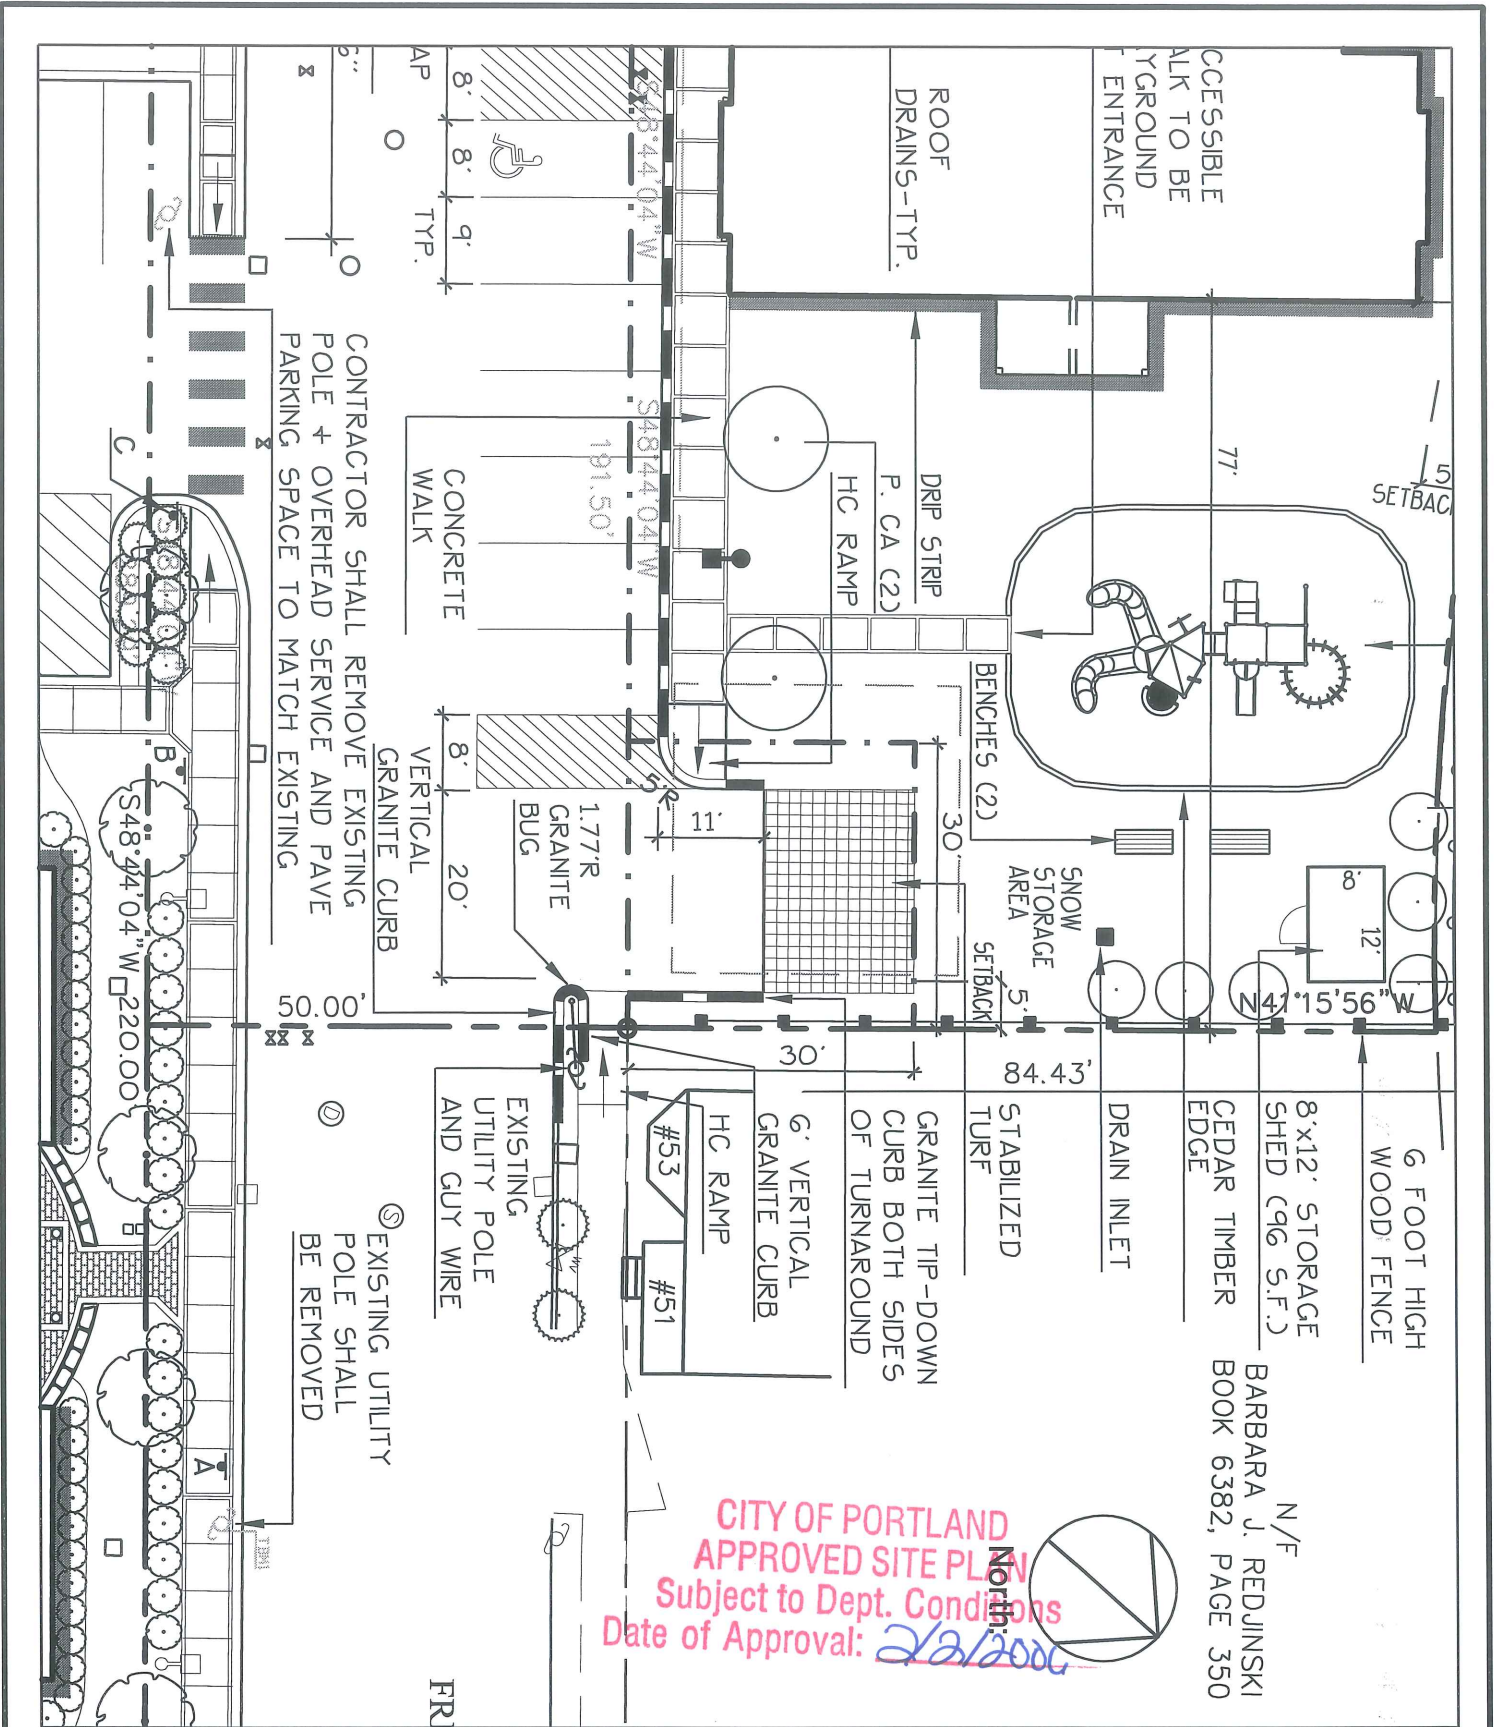 CCESSIBLE
ALK TO BE
YGROUND
ENTRANCE
ROOF
DRAINS-TYP.
AP
8'
8'
9'
TYP.
6"
S48°44'04"W
S48°44'04"W
191.50'
77'
5
SETBAC
DRIP STRIP
P. CA (2)
HC RAMP
CONCRETE
WALK
CONTRACTOR SHALL REMOVE EXISTING
POLE + OVERHEAD SERVICE AND PAVE
PARKING SPACE TO MATCH EXISTING
C
B
BENCHES (2)
8'
20'
VERTICAL
GRANITE CURB
5'R
11'
30'
1.77'R
GRANITE
BUG
SNOW
STORAGE
AREA
5'
SETBACK
8'
12'
N41°15'56"W
S48°44'04"W 220.00'
50.00'
30'
84.43'
6 FOOT HIGH
WOOD FENCE
8'x12' STORAGE
SHED (96 S.F.)
CEDAR TIMBER
EDGE
DRAIN INLET
STABILIZED
TURF
GRANITE TIP-DOWN
CURB BOTH SIDES
OF TURNAROUND
6' VERTICAL
GRANITE CURB
HC RAMP
#53
#51
EXISTING
UTILITY POLE
AND GUY WIRE
D
S
EXISTING UTILITY
POLE SHALL
BE REMOVED
A
N/F
BARBARA J. REDJINSKI
BOOK 6382, PAGE 350
North:
CITY OF PORTLAND
APPROVED SITE PLAN
Subject to Dept. Conditions
Date of Approval: 2/2/2006
FR